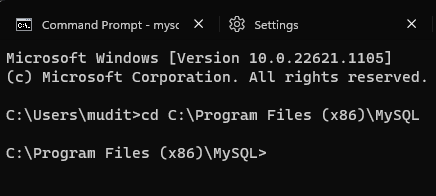 Command Prompt - mysc
Settings
Microsoft Windows [Version 10.0.22621.1105]
(c) Microsoft Corporation. All rights reserved.
C:\Users\mudit>cd C:\Program Files (x86)\MySQL
C:\Program Files (x86)\MySQL>